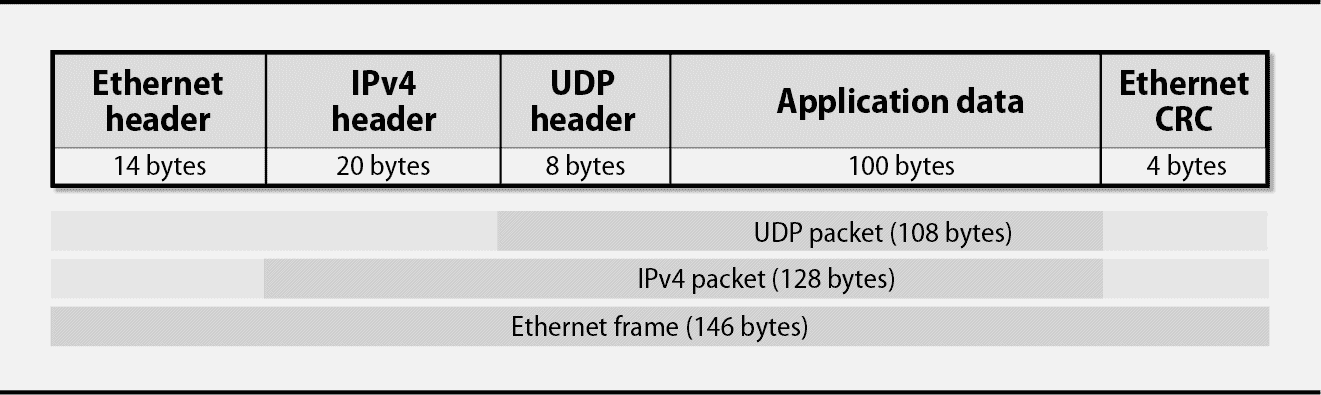 Ethernet header
IPv4 header
UDP header
Application data
Ethernet CRC
14 bytes
20 bytes
8 bytes
100 bytes
4 bytes
UDP packet (108 bytes)
IPv4 packet (128 bytes)
Ethernet frame (146 bytes)